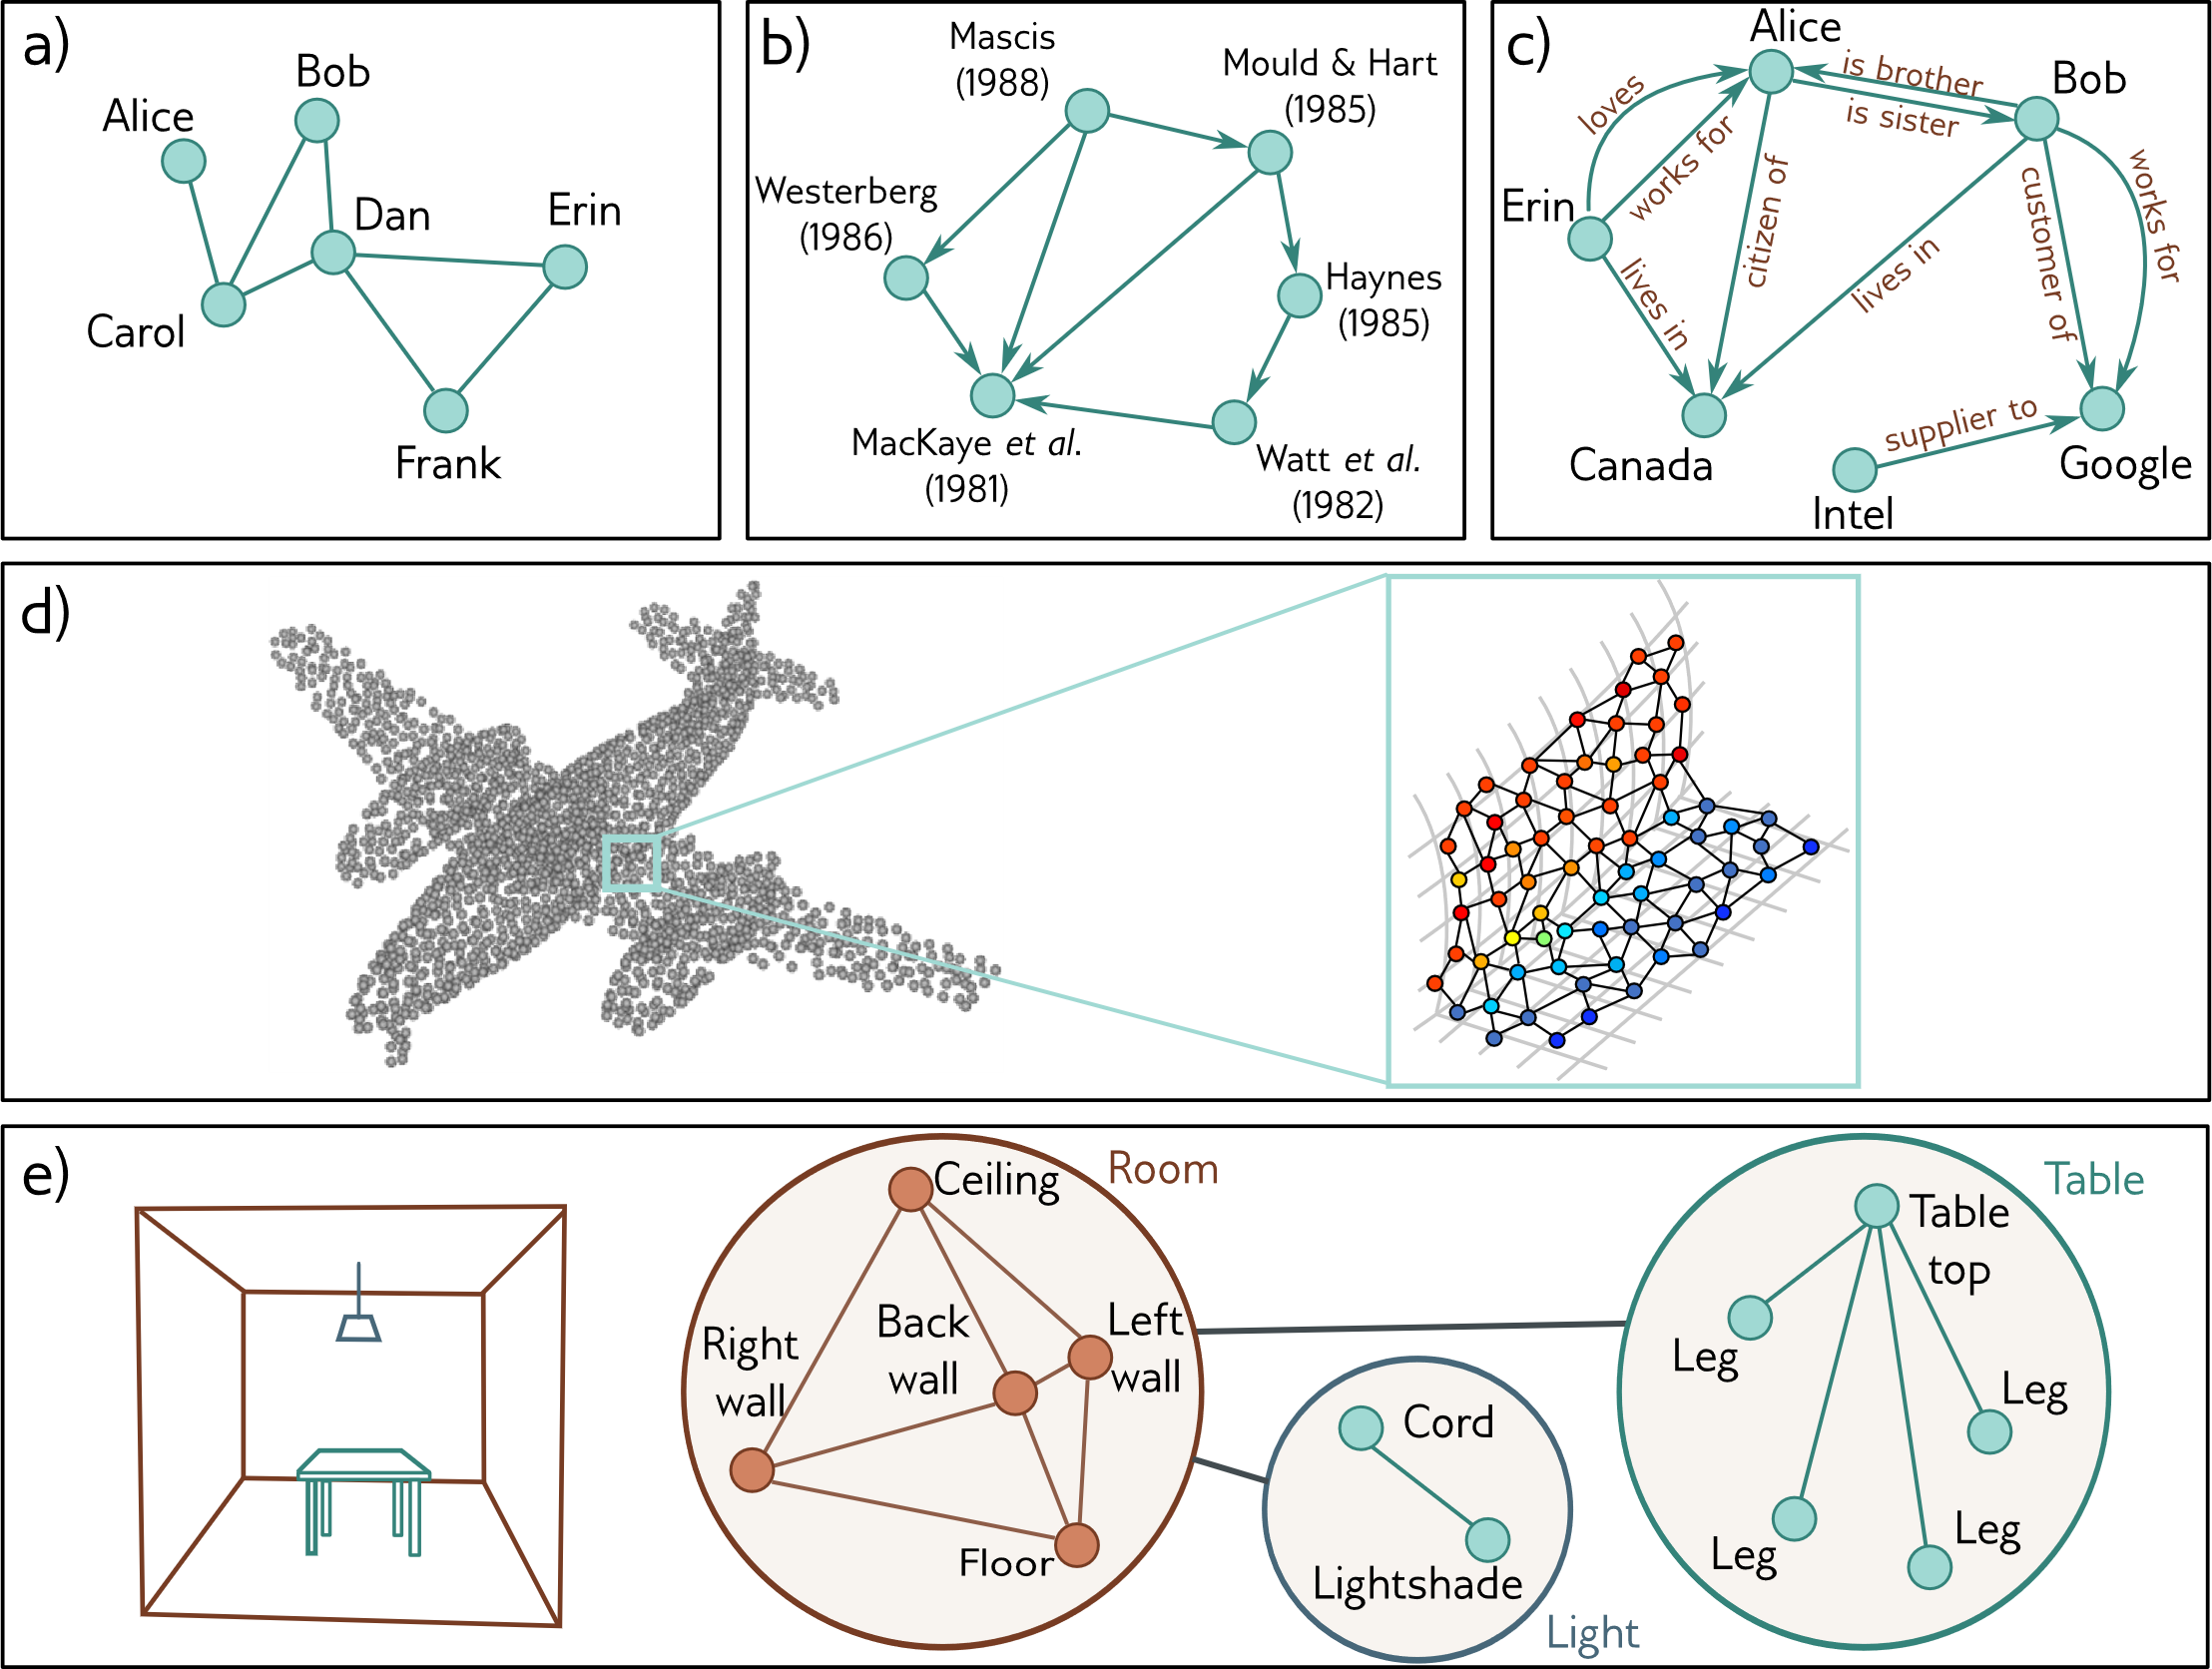 a)
Alice
Bob
Dan
Erin
Carol
Frank
b)
Mascis
(1988)
Mould & Hart
(1985)
Westerberg
(1986)
Haynes
(1985)
MacKaye et al.
(1981)
Watt et al.
(1982)
c)
Alice
Bob
is brother
is sister
loves
works for
Erin
citizen of
lives in
lives in
customer of
works for
supplier to
Canada
Google
Intel
d)
e)
Room
Ceiling
Right
wall
Back
wall
Left
wall
Floor
Cord
Lightshade
Light
Table
Table
top
Leg
Leg
Leg
Leg